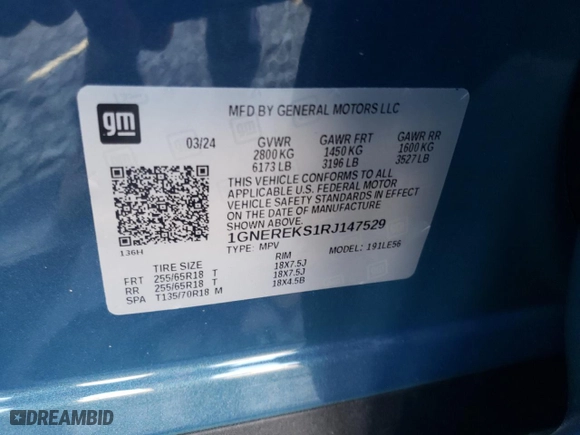 gm
MFD BY GENERAL MOTORS LLC
03/24 GVWR GAWR FRT GAWR RR
2800 KG 1450 KG 1600 KG
6173 LB 3196 LB 3527 LB
THIS VEHICLE CONFORMS TO ALL
APPLICABLE U.S. FEDERAL MOTOR
VEHICLE SAFETY STANDARDS IN EFFECT
ON THE DATE OF MANUFACTURE
SHOWN ABOVE.
1GNEREKS1RJ147529
136H
TYPE: MPV MODEL: 191LE56
TIRE SIZE RIM
FRT 255/65R18 T 18X7.5J
RR 255/65R18 T 18X7.5J
SPA T135/70R18 M 18X4.5B
DREAMBID